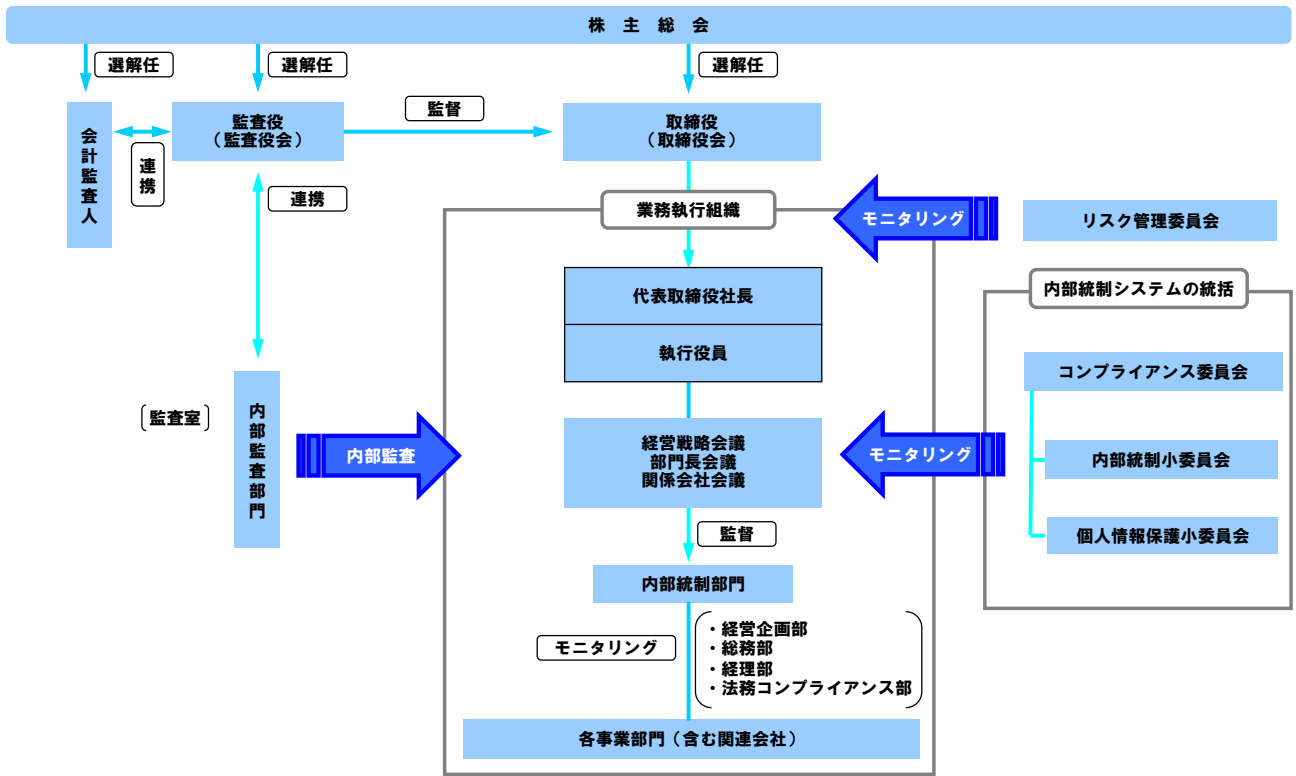 株主総会
選解任
選解任
選解任
会計監査人
連携
監査役
（監査役会）
監督
取締役
（取締役会）
連携
業務執行組織
モニタリング
リスク管理委員会
代表取締役社長
執行役員
内部統制システムの統括
コンプライアンス委員会
内部統制小委員会
個人情報保護小委員会
監査室
内部監査部門
内部監査
経営戦略会議
部門長会議
関係会社会議
モニタリング
監督
内部統制部門
モニタリング
・経営企画部
・総務部
・経理部
・法務コンプライアンス部
各事業部門（含む関連会社）